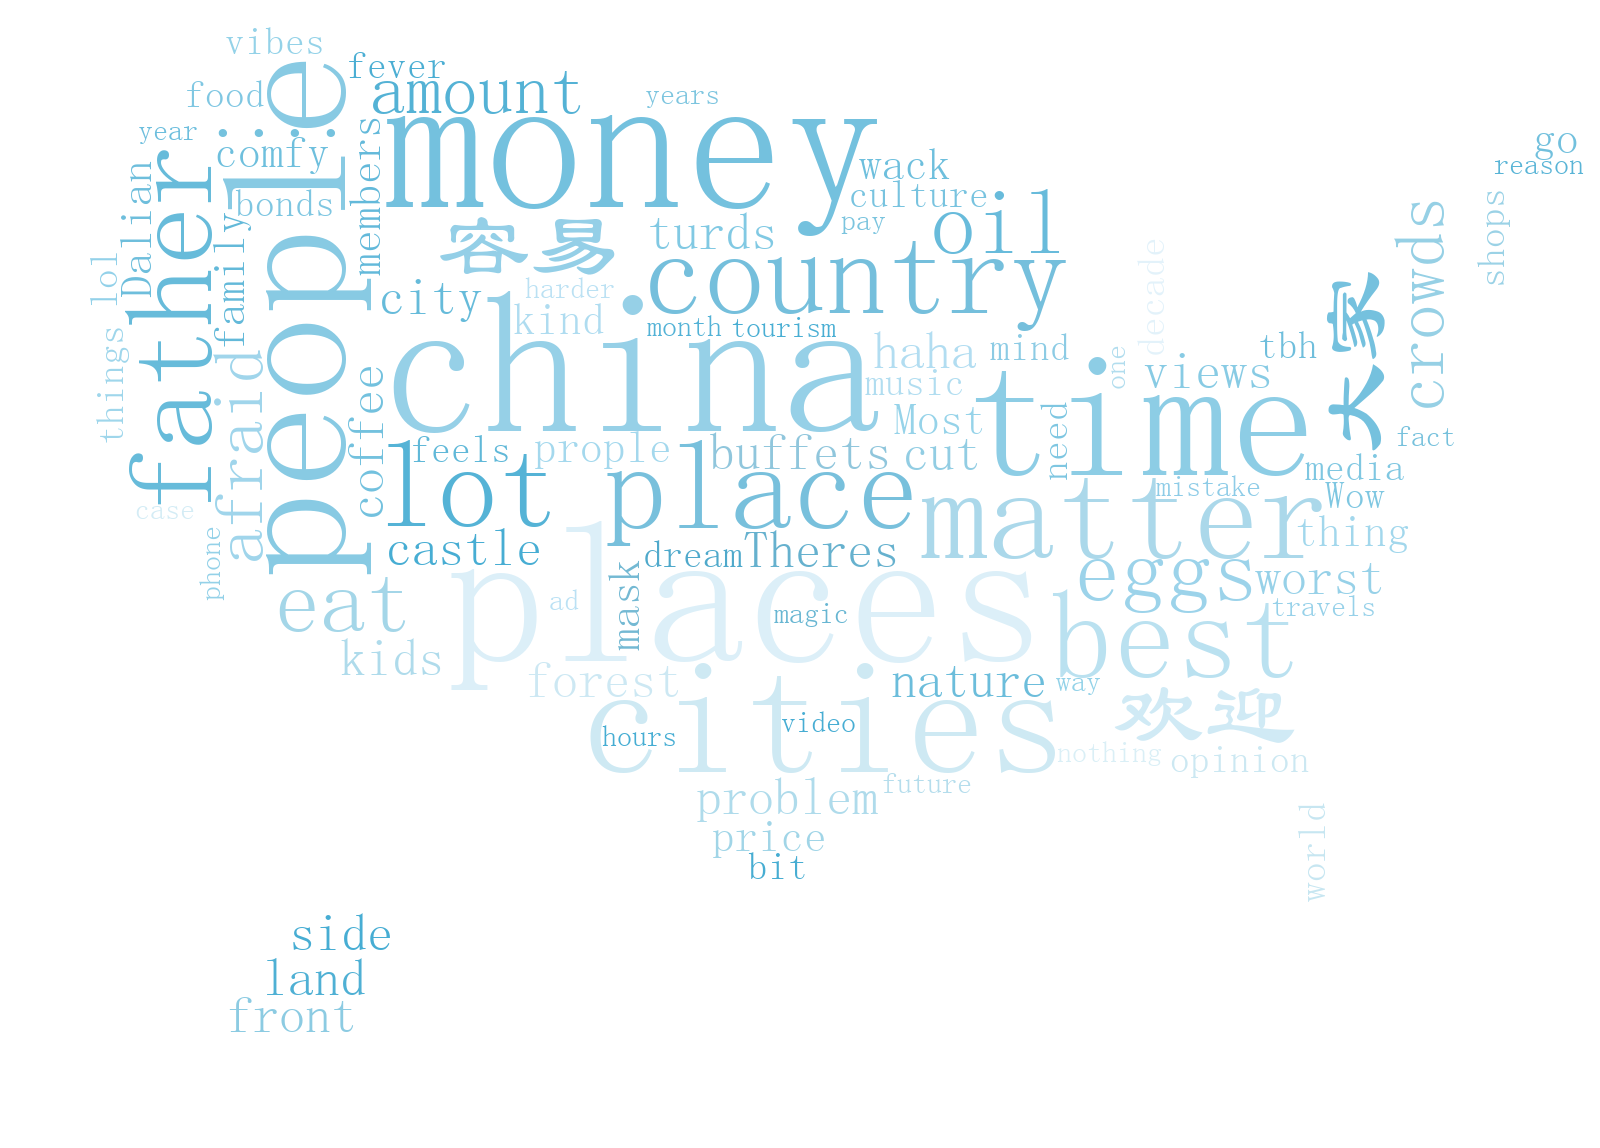 vibes
fever
food
amount
years
year
people
money
go
comfy
members
wack
reason
father
Dalian
bonds
culture
shops
family
容易
turds
pay
oil
crowds
lol
city
harder
country
decade
kind
month
tourism
大家
things
afraid
china
haha
mind
tbh
coffee
music
time
one
views
feels
prople
Most
need
fact
lot
place
buffets
cut
media
case
matter
mistake
Wow
thing
phone
castle
dream
Theres
eggs
worst
eat
mask
ad
places
magic
best
travels
kids
forest
nature
way
cities
hours
video
欢迎
nothing
opinion
problem
future
price
world
bit
side
land
front
....